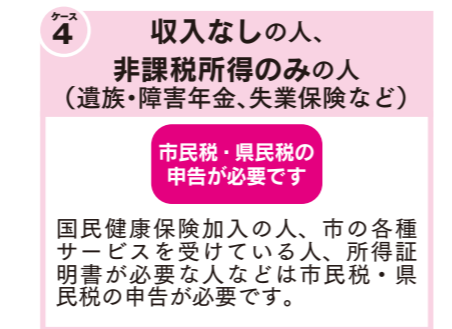 ケース
4
収入なしの人、
非課税所得のみの人
(遺族・障害年金、失業保険など)
市民税・県民税の
申告が必要です
国民健康保険加入の人、市の各種
サービスを受けている人、所得証
明書が必要な人などは市民税・県
民税の申告が必要です。